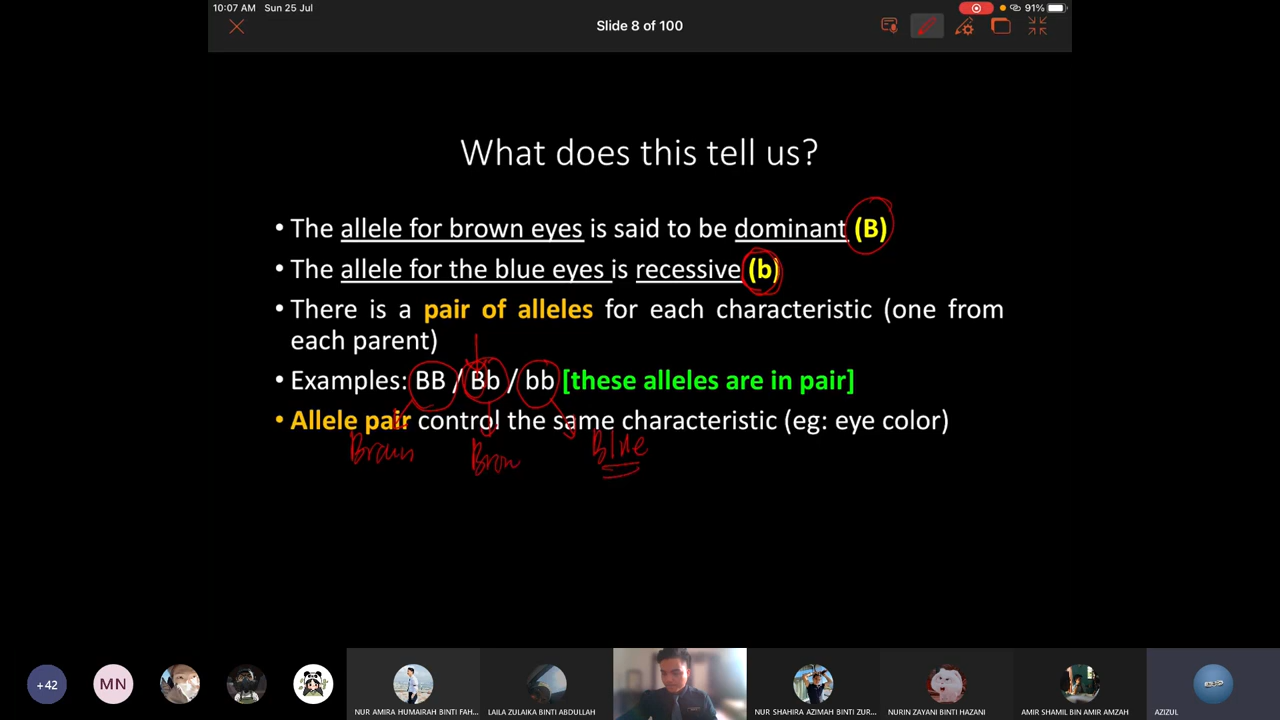 10:07 AM Sun 25 Jul
91%
Slide 8 of 100
What does this tell us?
• The allele for brown eyes is said to be dominant (B)
• The allele for the blue eyes is recessive (b)
• There is a pair of alleles for each characteristic (one from
each parent)
• Examples: BB / Bb / bb [these alleles are in pair]
• Allele pair control the same characteristic (eg: eye color)
Brown Brow Blue
+42
MN
NUR AMIRA HUMAIRAH BINTI FAH...
LAILA ZULAIKA BINTI ABDULLAH
NUR SHAHIRA AZIMAH BINTI ZUR...
NURIN ZAYANI BINTI HAZANI
AMIR SHAMIL BIN AMIR AMZAH
AZIZUL